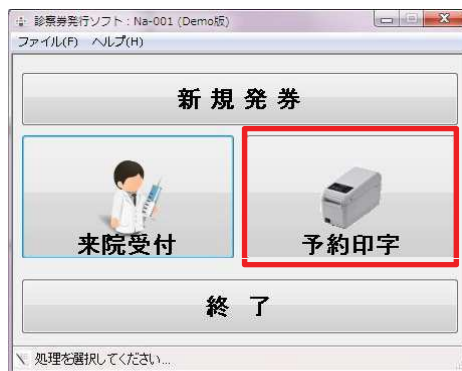 診察券発行ソフト：Na-001 (Demo版)
ファイル(F) ヘルプ(H)
新 規 発 券
来院受付 予約印字
終 了
処理を選択してください...